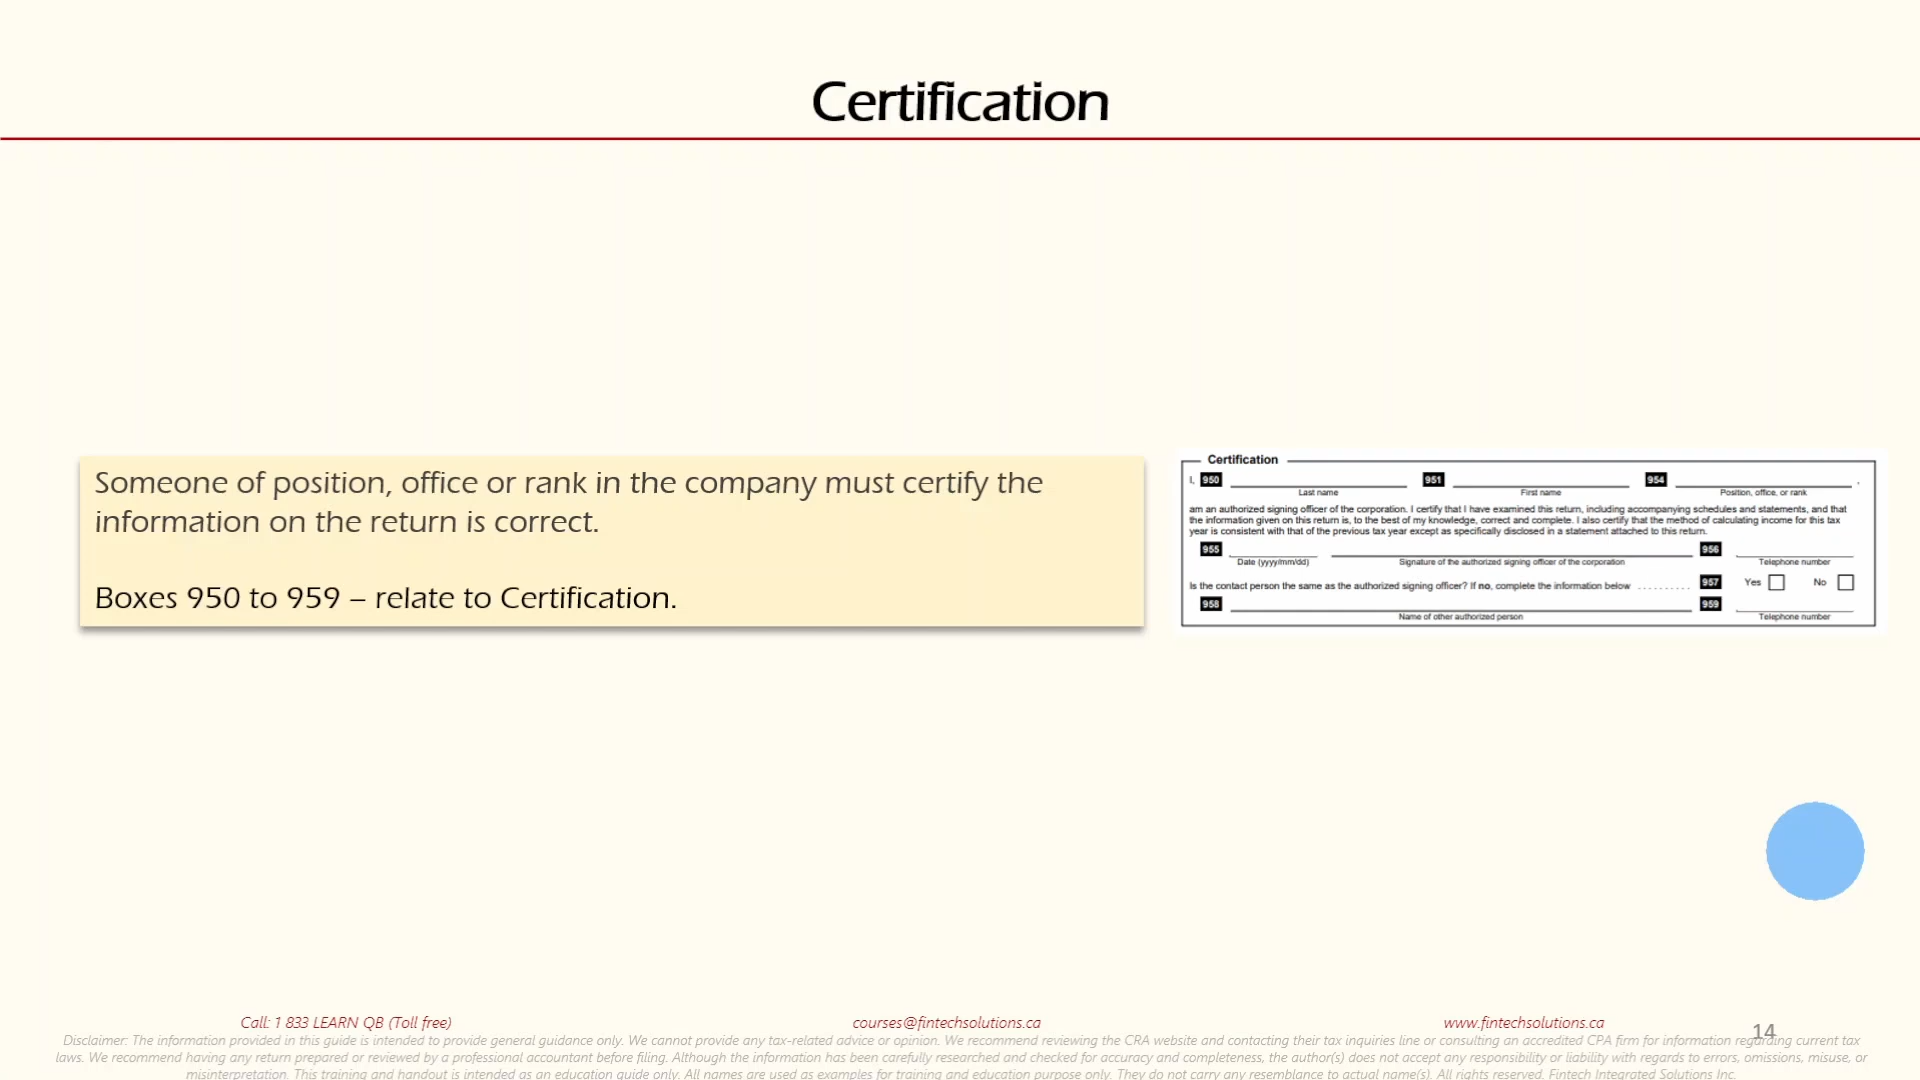 Certification
Someone of position, office or rank in the company must certify the
information on the return is correct.
Boxes 950 to 959 – relate to Certification.
Certification
I, 950 951 954 ,
Last name First name Position, office, or rank
am an authorized signing officer of the corporation. I certify that I have examined this return, including accompanying schedules and statements, and that
the information given on this return is, to the best of my knowledge, correct and complete. I also certify that the method of calculating income for this tax
year is consistent with that of the previous tax year except as specifically disclosed in a statement attached to this return.
955 956
Date (yyyy/mm/dd) Signature of the authorized signing officer of the corporation Telephone number
Is the contact person the same as the authorized signing officer? If no, complete the information below . . . . . . . . . 957 Yes No
958 959
Name of other authorized person Telephone number
Call: 1 833 LEARN QB (Toll free) courses@fintechsolutions.ca www.fintechsolutions.ca
14
Disclaimer: The information provided in this guide is intended to provide general guidance only. We cannot provide any tax-related advice or opinion. We recommend reviewing the CRA website and contacting their tax inquiries line or consulting an accredited CPA firm for information regarding current tax
laws. We recommend having any return prepared or reviewed by a professional accountant before filing. Although the information has been carefully researched and checked for accuracy and completeness, the author(s) does not accept any responsibility or liability with regards to errors, omissions, misuse, or
misinterpretation. This training and handout is intended as an education guide only. All names are used as examples for training and education purpose only. They do not carry any resemblance to actual name(s). All rights reserved. Fintech Integrated Solutions Inc.